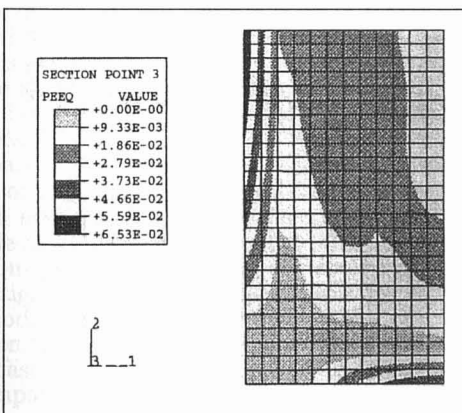 SECTION POINT 3
PEEQ VALUE
+0.00E-00
+9.33E-03
+1.86E-02
+2.79E-02
+3.73E-02
+4.66E-02
+5.59E-02
+6.53E-02
2
3 1